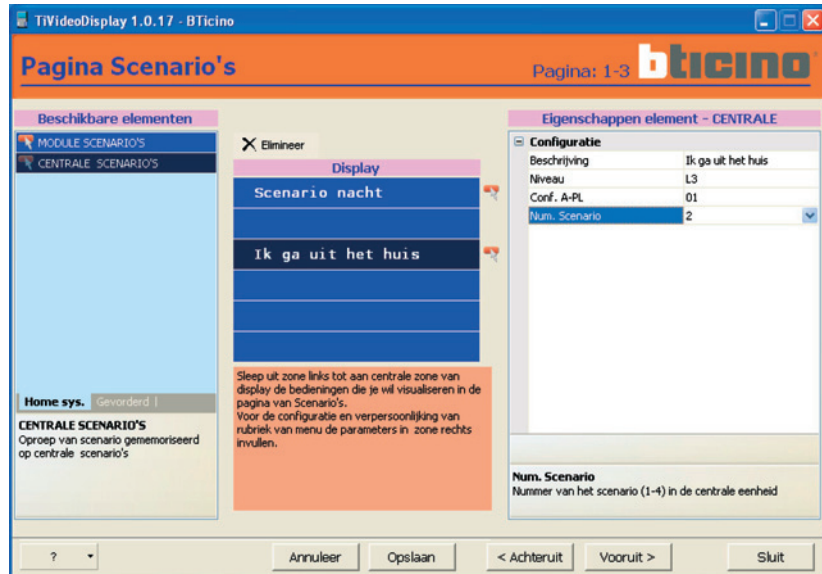 TiVideoDisplay 1.0.17 - BTicino
Pagina Scenario's
Pagina: 1-3
bticino
Beschikbare elementen
MODULE SCENARIO'S
CENTRALE SCENARIO'S
Home sys. Gevorderd
CENTRALE SCENARIO'S
Oproep van scenario gememoriseerd
op centrale scenario's
Elimineer
Display
Scenario nacht
Ik ga uit het huis
Sleep uit zone links tot aan centrale zone van
display de bedieningen die je wil visualiseren in de
pagina van Scenario's.
Voor de configuratie en verpersoonlijking van
rubriek van menu de parameters in zone rechts
invullen.
Eigenschappen element - CENTRALE
Configuratie
Beschrijving Ik ga uit het huis
Niveau L3
Conf. A-PL 01
Num. Scenario 2
Num. Scenario
Nummer van het scenario (1-4) in de centrale eenheid
?
Annuleer
Opslaan
< Achteruit
Vooruit >
Sluit